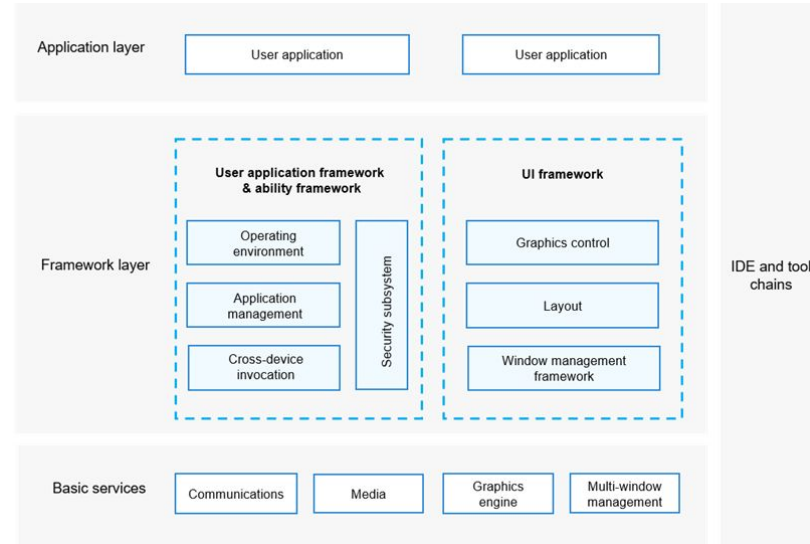 Application layer
User application
User application
Framework layer
User application framework
& ability framework
Operating
environment
Application
management
Cross-device
invocation
Security subsystem
UI framework
Graphics control
Layout
Window management
framework
Basic services
Communications
Media
Graphics
engine
Multi-window
management
IDE and tool
chains